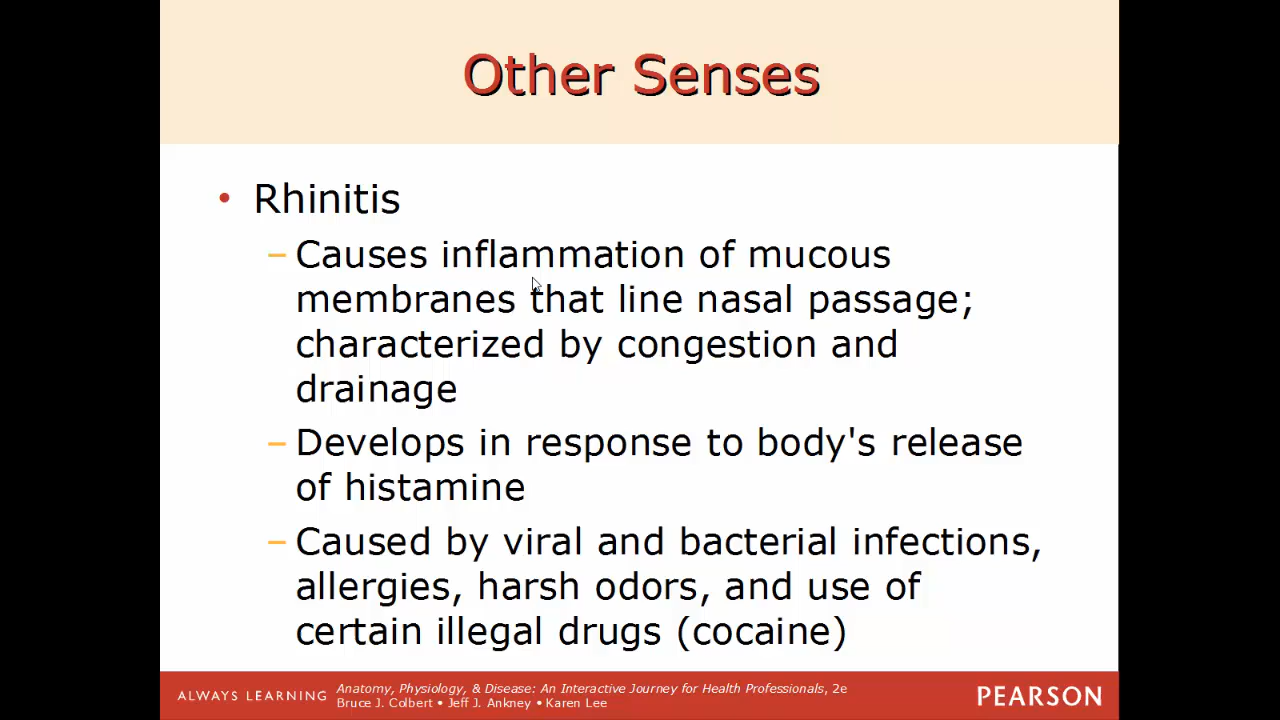 Other Senses
• Rhinitis
– Causes inflammation of mucous
membranes that line nasal passage;
characterized by congestion and
drainage
– Develops in response to body's release
of histamine
– Caused by viral and bacterial infections,
allergies, harsh odors, and use of
certain illegal drugs (cocaine)
ALWAYS LEARNING
Anatomy, Physiology, & Disease: An Interactive Journey for Health Professionals, 2e
Bruce J. Colbert • Jeff J. Ankney • Karen Lee
PEARSON